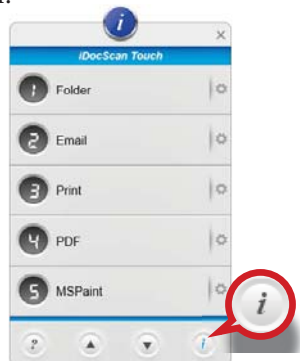 i
×
iDocScan Touch
1 Folder
2 Email
3 Print
4 PDF
5 MSPaint
? i
i